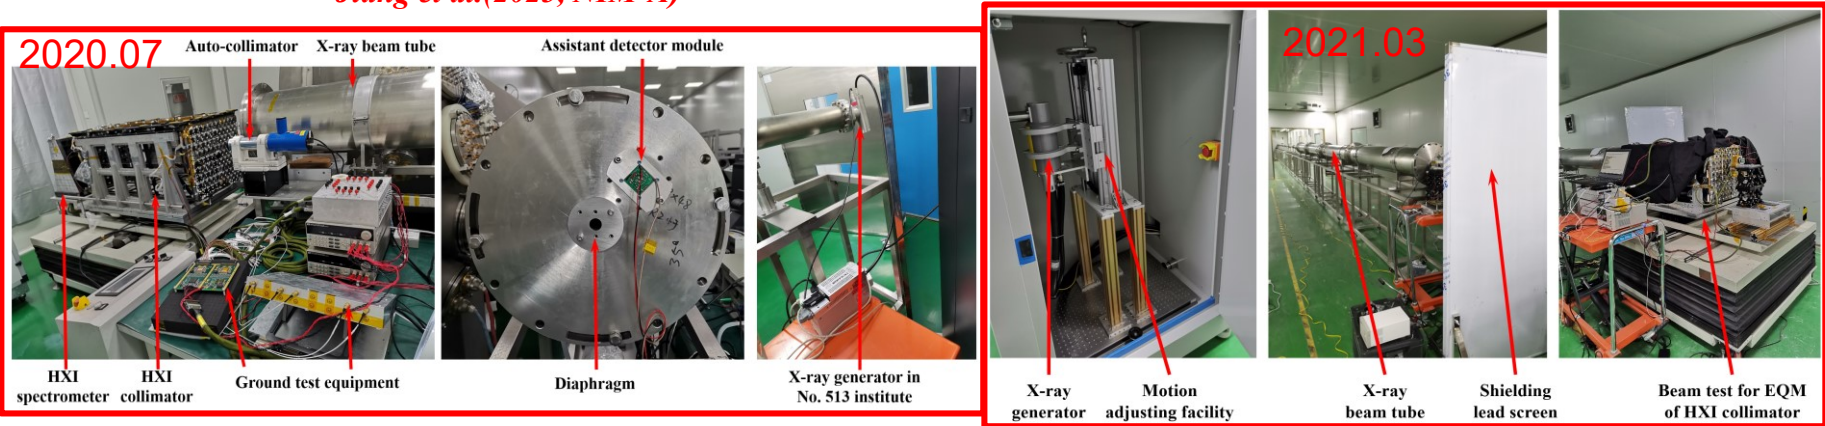 2020.07
Auto-collimator
X-ray beam tube
Assistant detector module
HXI
spectrometer
HXI
collimator
Ground test equipment
Diaphragm
X-ray generator in
No. 513 institute
2021.03
X-ray
generator
Motion
adjusting facility
X-ray
beam tube
Shielding
lead screen
Beam test for EQM
of HXI collimator